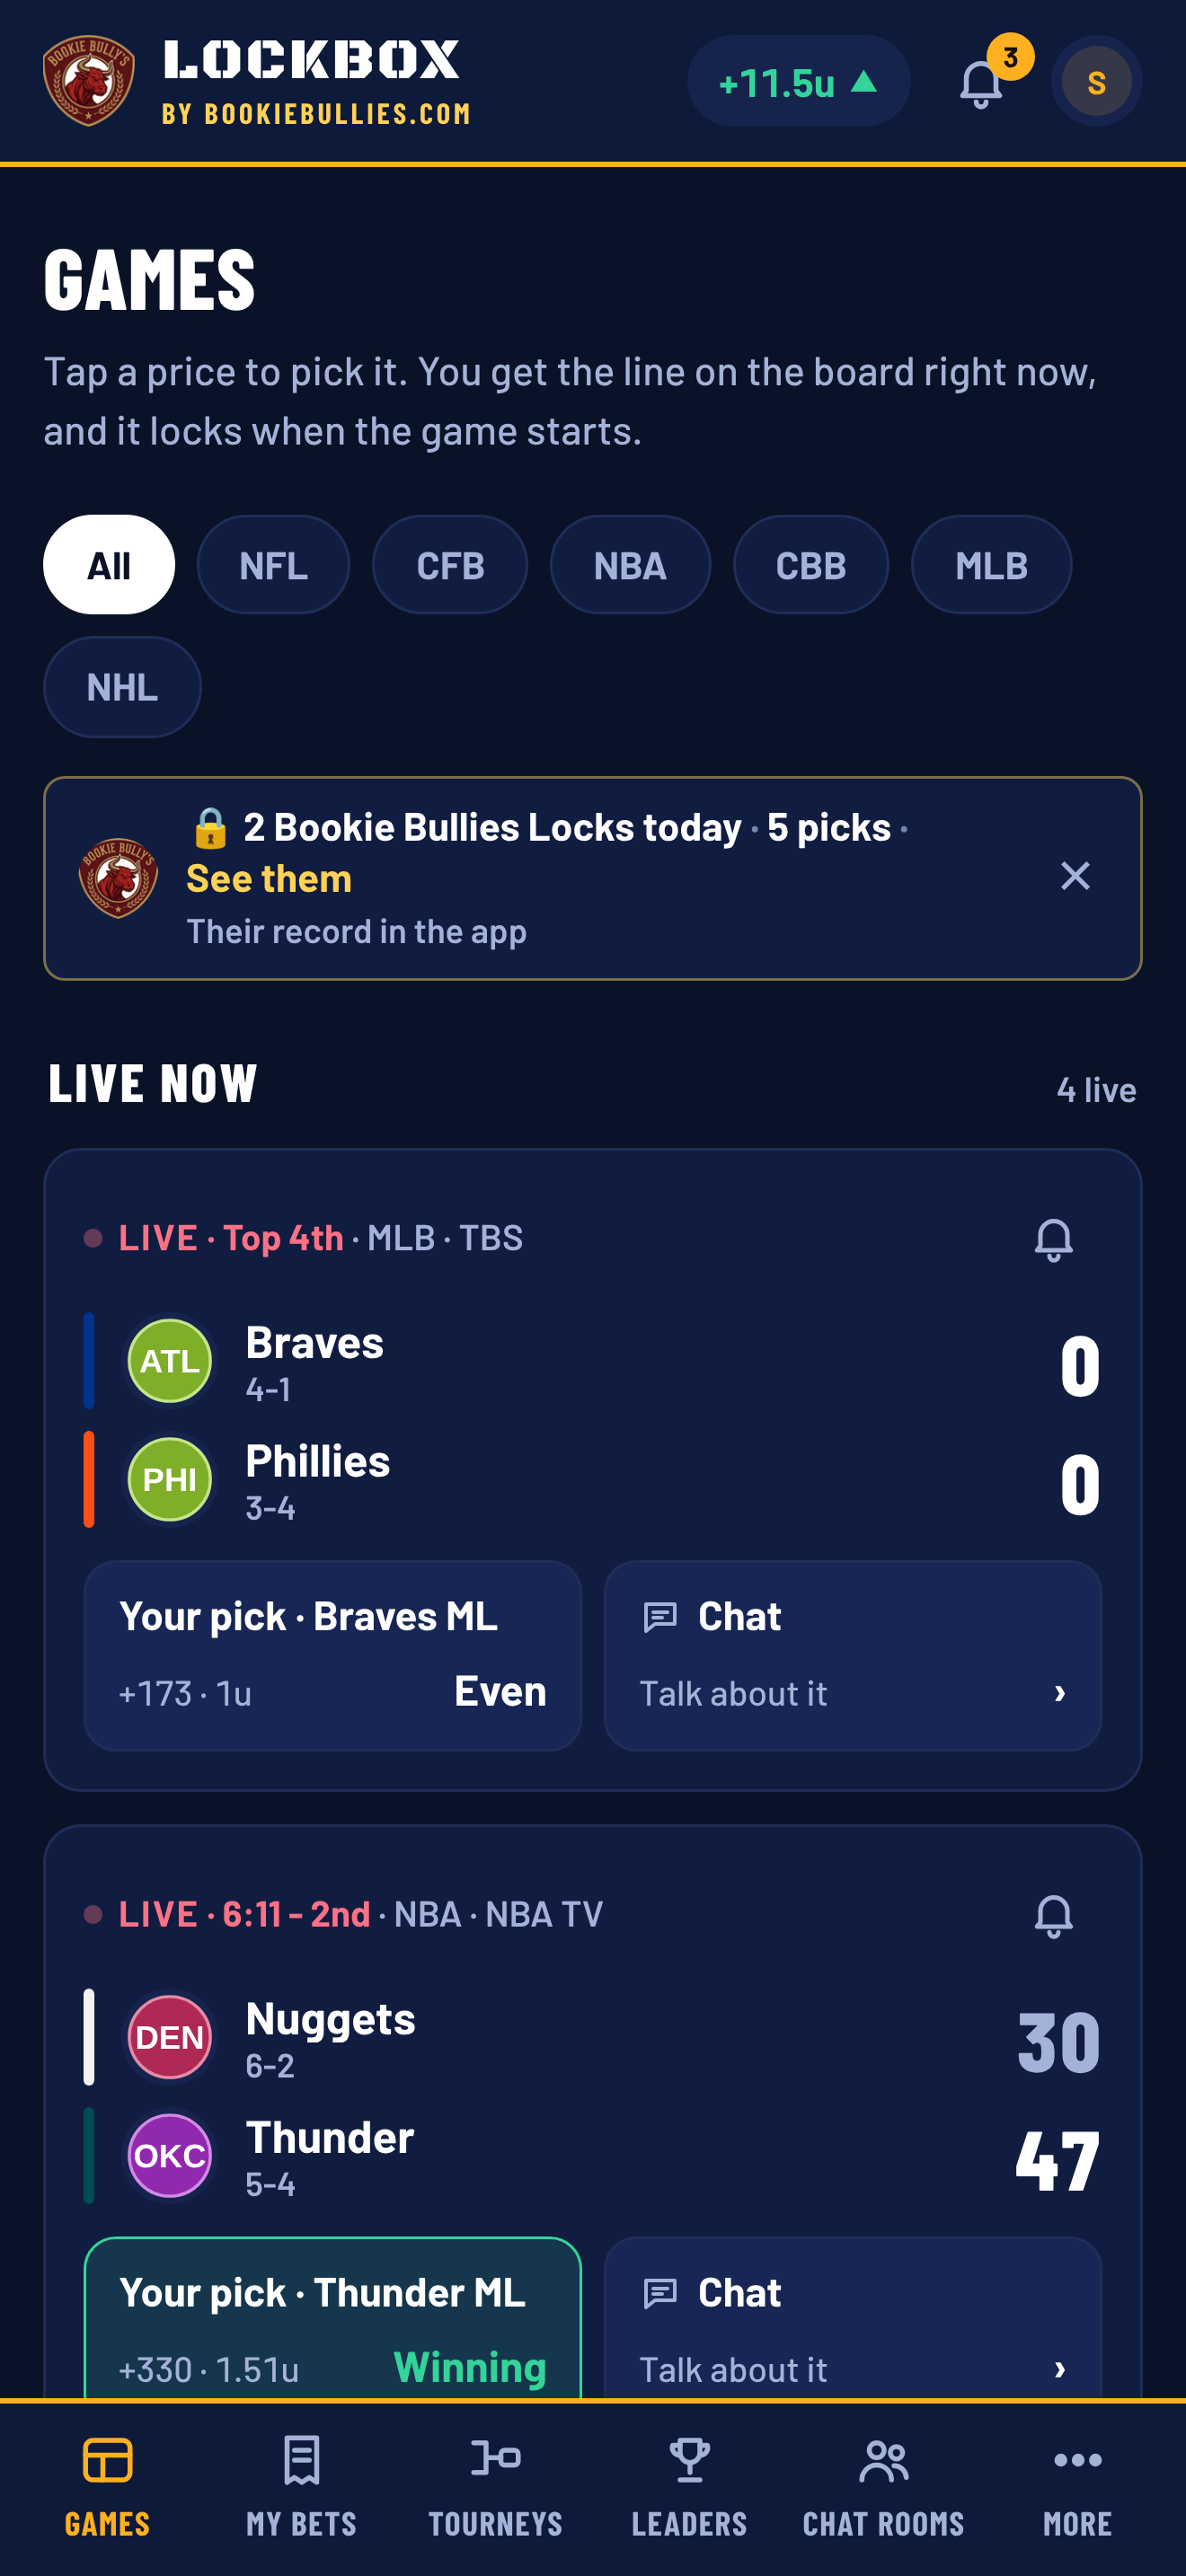 BOOKIE BULLY'S
LOCKBOX
BY BOOKIEBULLIES.COM
+11.5u ▲
3
S
GAMES
Tap a price to pick it. You get the line on the board right now,
and it locks when the game starts.
All
NFL
CFB
NBA
CBB
MLB
NHL
BOOKIE BULLY'S
🔒 2 Bookie Bullies Locks today · 5 picks ·
See them
Their record in the app
LIVE NOW
4 live
LIVE · Top 4th · MLB · TBS
ATL
Braves
4-1
0
PHI
Phillies
3-4
0
Your pick · Braves ML
+173 · 1u
Even
Chat
Talk about it ›
LIVE · 6:11 - 2nd · NBA · NBA TV
DEN
Nuggets
6-2
30
OKC
Thunder
5-4
47
Your pick · Thunder ML
+330 · 1.51u
Winning
Chat
Talk about it ›
GAMES
MY BETS
TOURNEYS
LEADERS
CHAT ROOMS
MORE